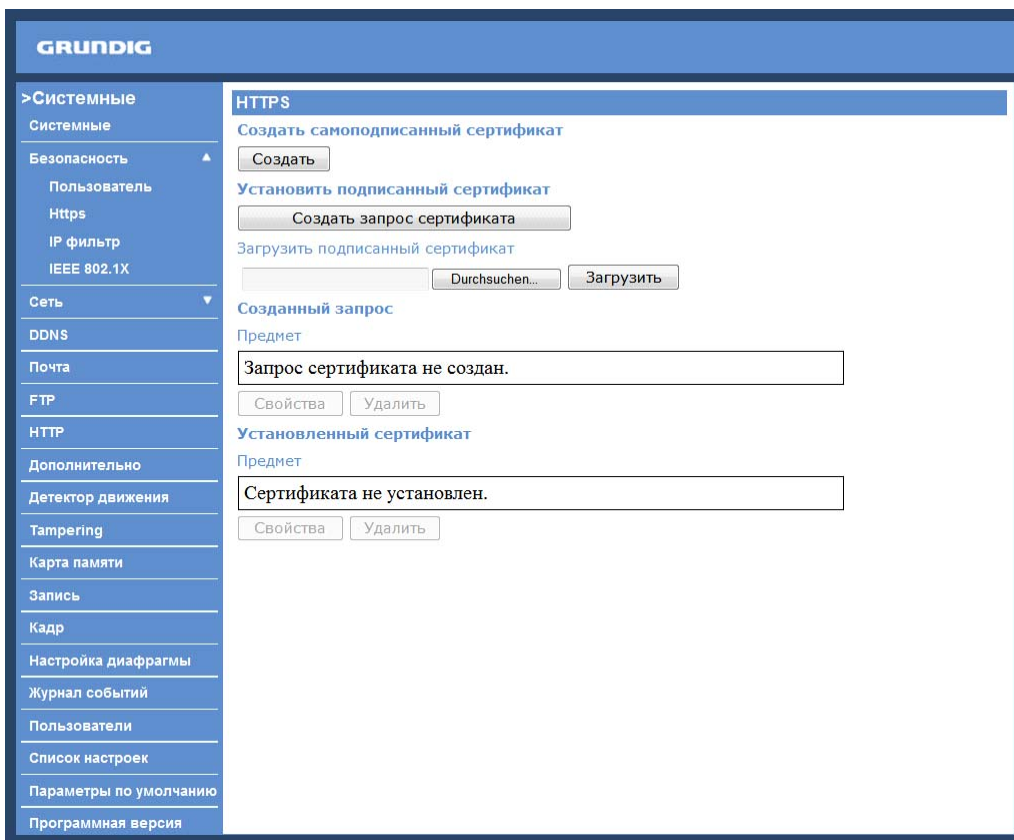 GRUNDIG
>Системные
Системные
Безопасность
Пользователь
Https
IP фильтр
IEEE 802.1X
Сеть
DDNS
Почта
FTP
HTTP
Дополнительно
Детектор движения
Tampering
Карта памяти
Запись
Кадр
Настройка диафрагмы
Журнал событий
Пользователи
Список настроек
Параметры по умолчанию
Программная версия
HTTPS
Создать самоподписанный сертификат
Создать
Установить подписанный сертификат
Создать запрос сертификата
Загрузить подписанный сертификат
Durchsuchen... Загрузить
Созданный запрос
Предмет
Запрос сертификата не создан.
Свойства Удалить
Установленный сертификат
Предмет
Сертификата не установлен.
Свойства Удалить